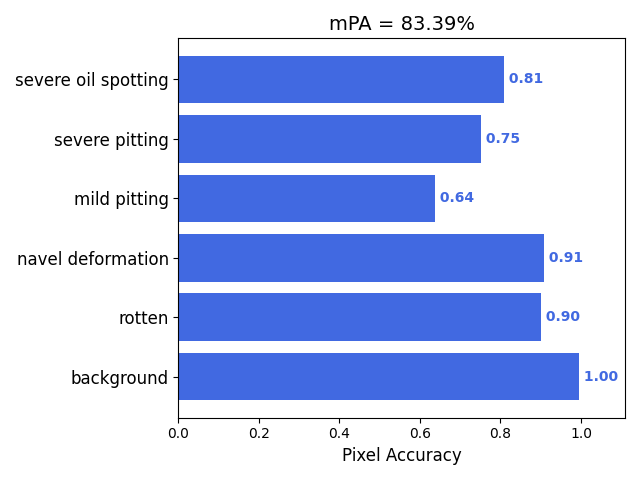 mPA = 83.39%
severe oil spotting 0.81
severe pitting 0.75
mild pitting 0.64
navel deformation 0.91
rotten 0.90
background 1.00
0.0 0.2 0.4 0.6 0.8 1.0
Pixel Accuracy